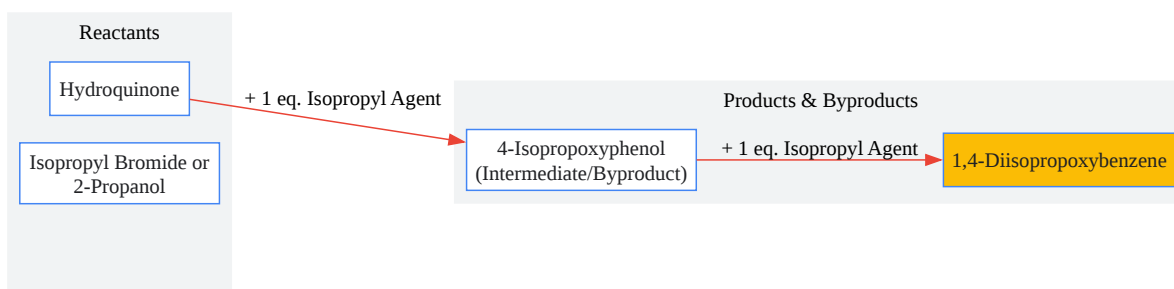 Reactants
Hydroquinone
Isopropyl Bromide or
2-Propanol
+ 1 eq. Isopropyl Agent
Products & Byproducts
4-Isopropoxyphenol
(Intermediate/Byproduct)
+ 1 eq. Isopropyl Agent
1,4-Diisopropoxybenzene